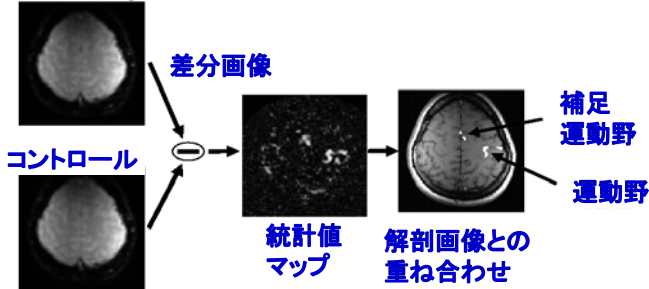 差分画像
コントロール
統計値
マップ
解剖画像との
重ね合わせ
補足
運動野
運動野